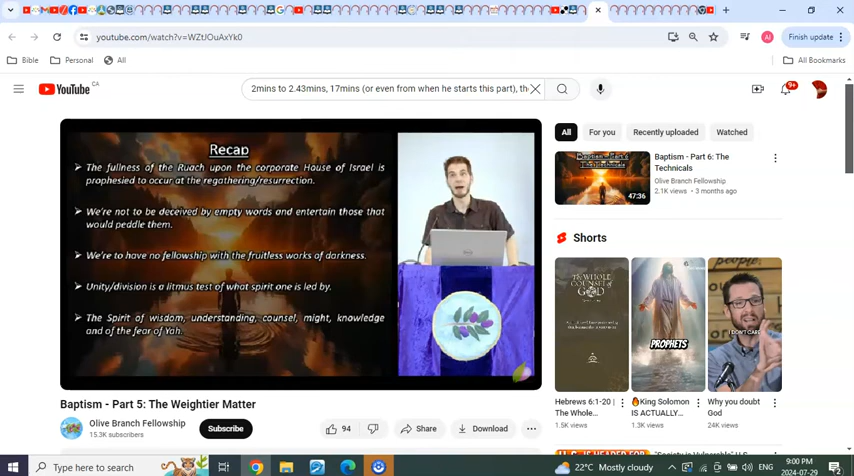 youtube.com/watch?v=WZtJOuAxYk0
Finish update
AI
Bible
Personal
All
All Bookmarks
YouTube CA
2mins to 2.43mins, 17mins (or even from when he starts this part), th
9+
Recap
The fullness of the Ruach upon the corporate House of Israel is
prophesied to occur at the regathering/resurrection.
We're not to be deceived by empty words and entertain those that
would peddle them.
We're to have no fellowship with the fruitless works of darkness.
Unity/division is a litmus test of what spirit one is led by.
The Spirit of wisdom, understanding, counsel, might, knowledge
and of the fear of Yah.
Baptism - Part 5: The Weightier Matter
Olive Branch Fellowship
15.3K subscribers
Subscribe
94
Share
Download
All
For you
Recently uploaded
Watched
47:36
Baptism - Part 6: The
Technicals
Olive Branch Fellowship
2.1K views • 3 months ago
Shorts
THE WHOLE
COUNSEL
of
GOD
PROPHETS
I DON'T CARE
Hebrews 6:1-20 |
The Whole...
1.5K views
King Solomon
IS ACTUALLY...
1.3K views
Why you doubt
God
24K views
Type here to search
22°C Mostly cloudy
9:00 PM
2024-07-29